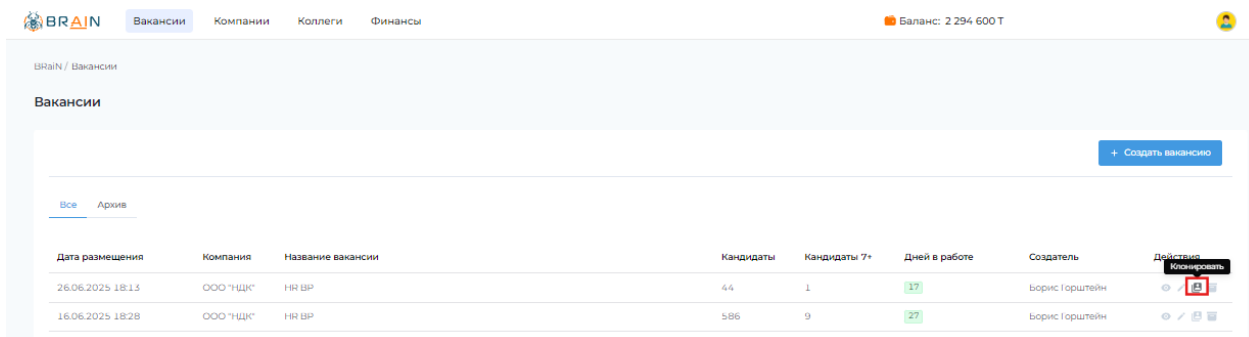 BRAIN Вакансии Компании Коллеги Финансы Баланс: 2 294 600 Т
BRaiN / Вакансии
Вакансии
+ Создать вакансию
Все Архив
Дата размещения Компания Название вакансии Кандидаты Кандидаты 7+ Дней в работе Создатель Действия
Клонировать
26.06.2025 18:13 ООО "НДК" HR BP 44 1 17 Борис Горштейн
16.06.2025 18:28 ООО "НДК" HR BP 586 9 27 Борис Горштейн